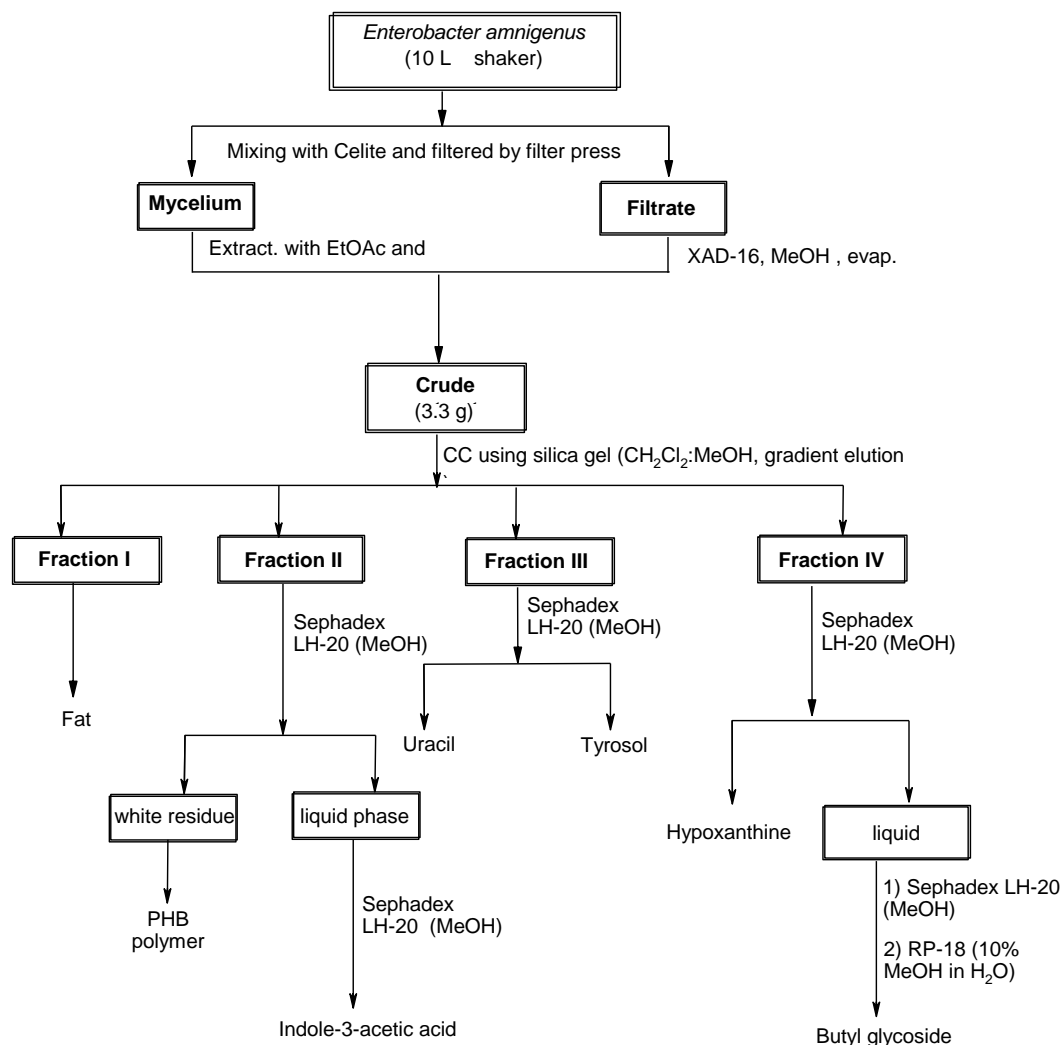 Enterobacter amnigenus
(10 L shaker)
Mixing with Celite and filtered by filter press
Mycelium
Filtrate
Extract. with EtOAc and
XAD-16, MeOH , evap.
Crude
(3.3 g)
CC using silica gel (CH₂Cl₂:MeOH, gradient elution
Fraction I
Fraction II
Fraction III
Fraction IV
Sephadex
LH-20 (MeOH)
Sephadex
LH-20 (MeOH)
Sephadex
LH-20 (MeOH)
Fat
Uracil
Tyrosol
white residue
liquid phase
Hypoxanthine
liquid
PHB
polymer
Sephadex
LH-20 (MeOH)
1) Sephadex LH-20
(MeOH)
2) RP-18 (10%
MeOH in H₂O)
Indole-3-acetic acid
Butyl glycoside